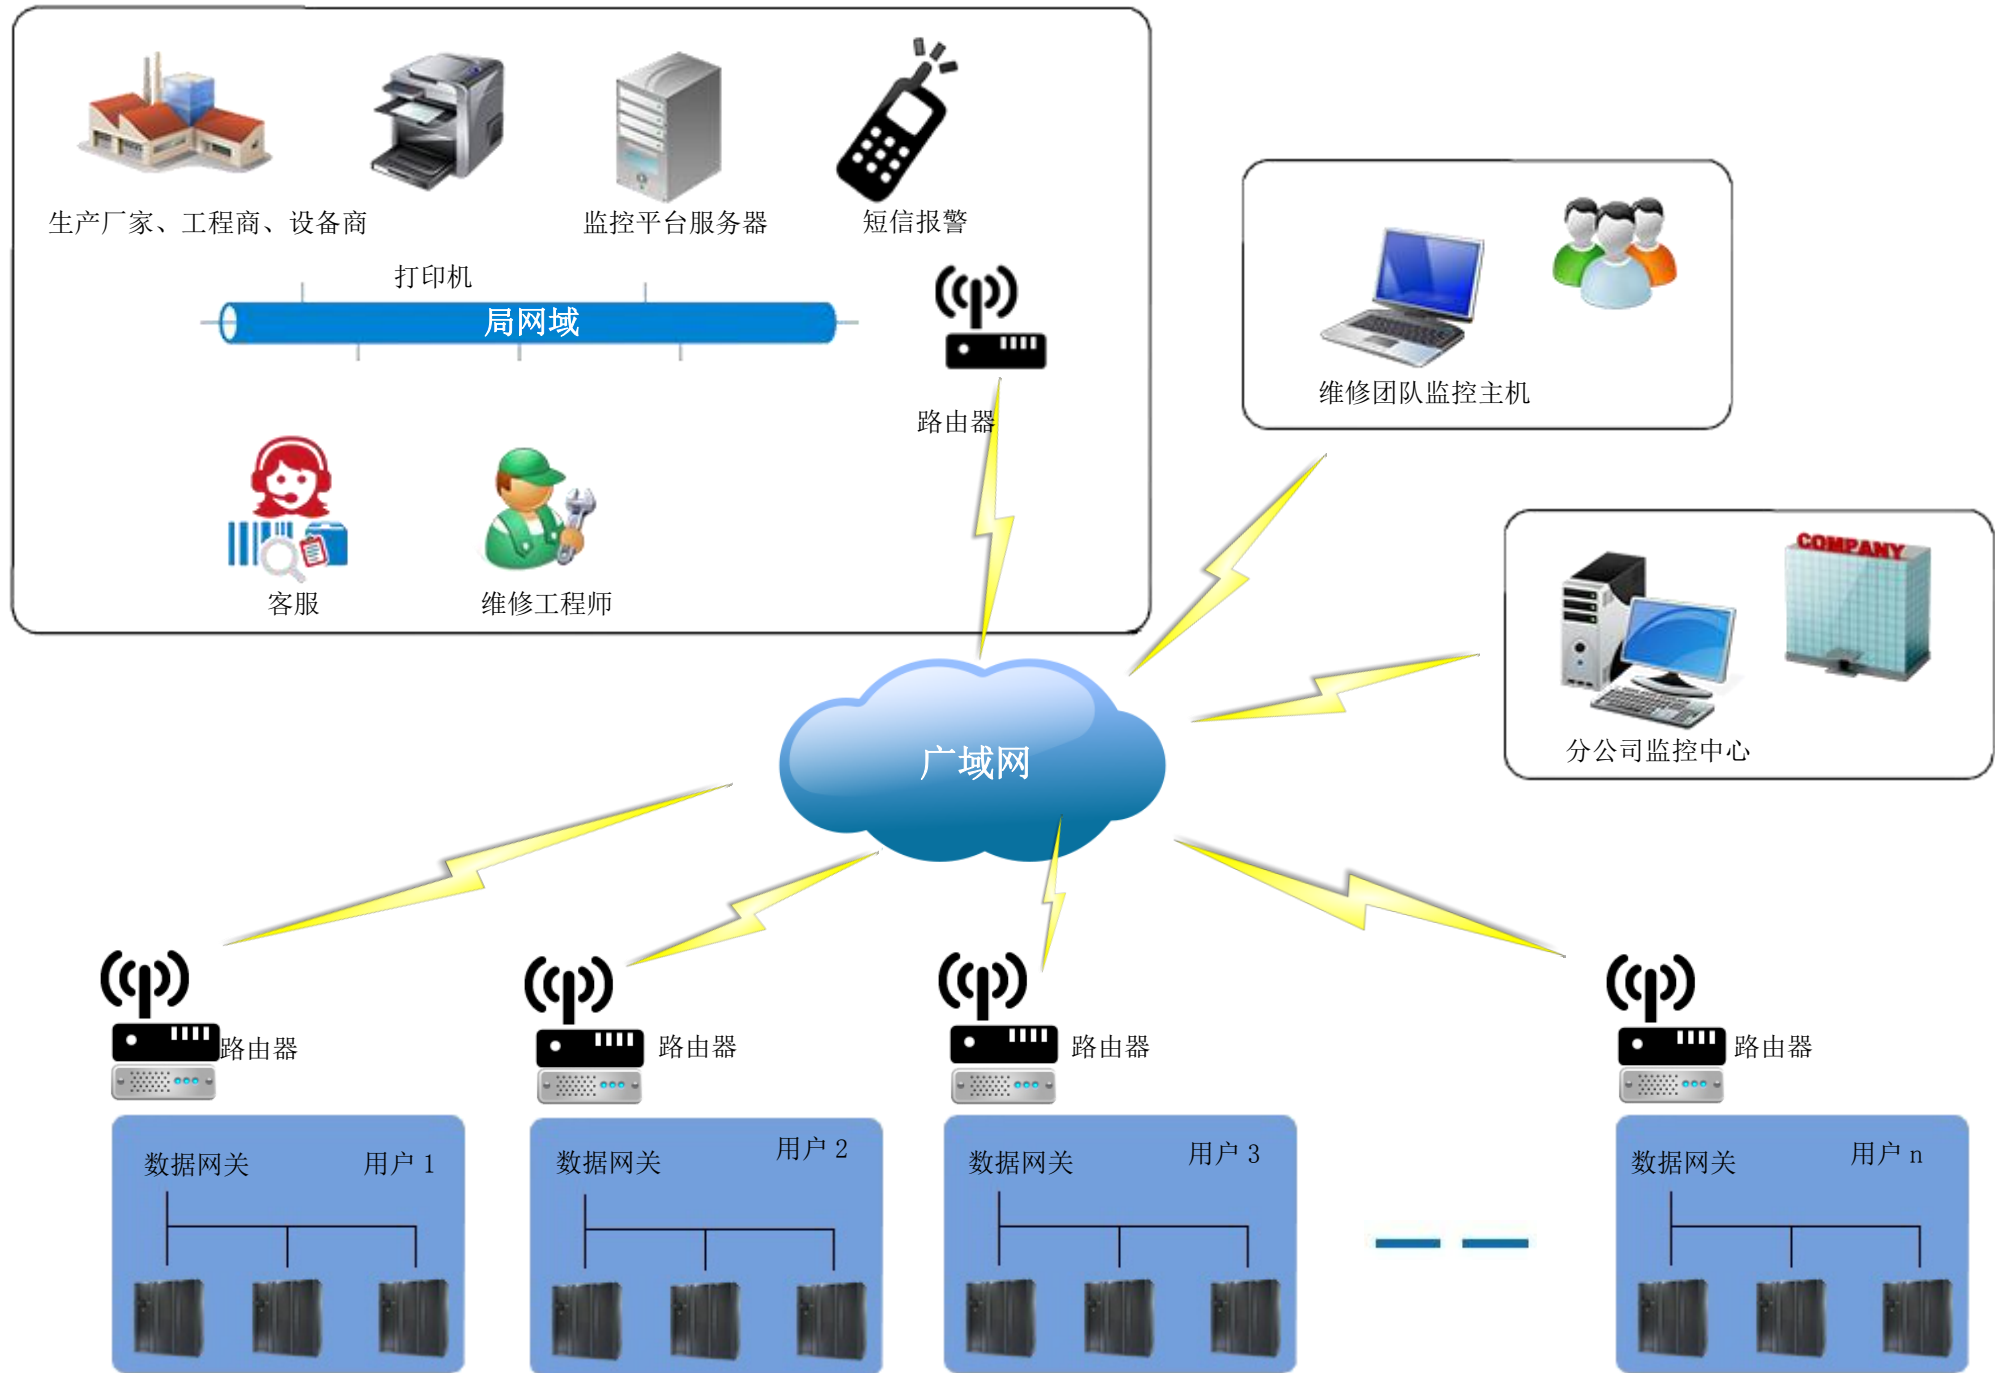 生产厂家、工程商、设备商
监控平台服务器
短信报警
打印机
局网域
路由器
客服
维修工程师
维修团队监控主机
COMPANY
分公司监控中心
广域网
路由器
路由器
路由器
路由器
数据网关
用户 1
数据网关
用户 2
数据网关
用户 3
数据网关
用户 n